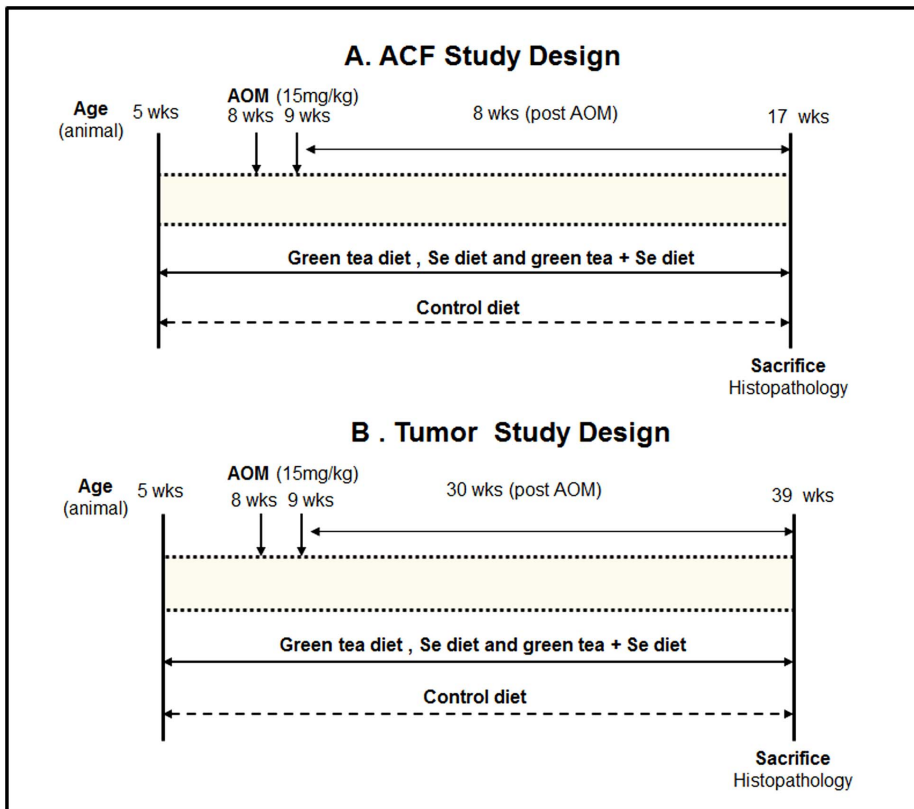 A. ACF Study Design
Age
(animal)
5 wks
AOM (15mg/kg)
8 wks 9 wks
8 wks (post AOM)
17 wks
Green tea diet , Se diet and green tea + Se diet
Control diet
Sacrifice
Histopathology
B . Tumor Study Design
Age
(animal)
5 wks
AOM (15mg/kg)
8 wks 9 wks
30 wks (post AOM)
39 wks
Green tea diet , Se diet and green tea + Se diet
Control diet
Sacrifice
Histopathology